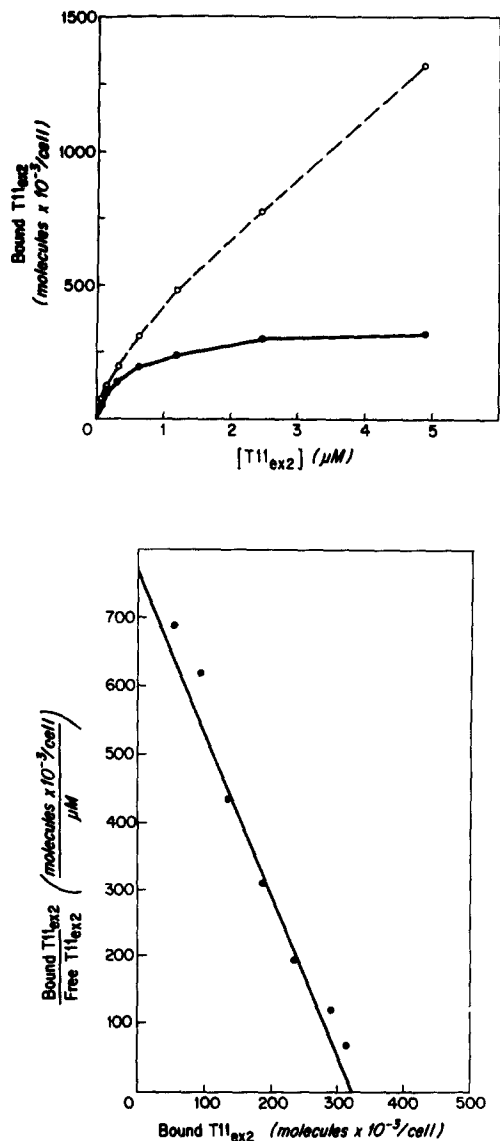 1500
1000
500
0
Bound T11ex2
(molecules x 10-3/cell)
0 1 2 3 4 5
[T11ex2] (μM)
700
600
500
400
300
200
100
Bound T11ex2
Free T11ex2
(molecules x 10-3/cell)
μM
0 100 200 300 400 500
Bound T11ex2 (molecules x 10-3/cell)